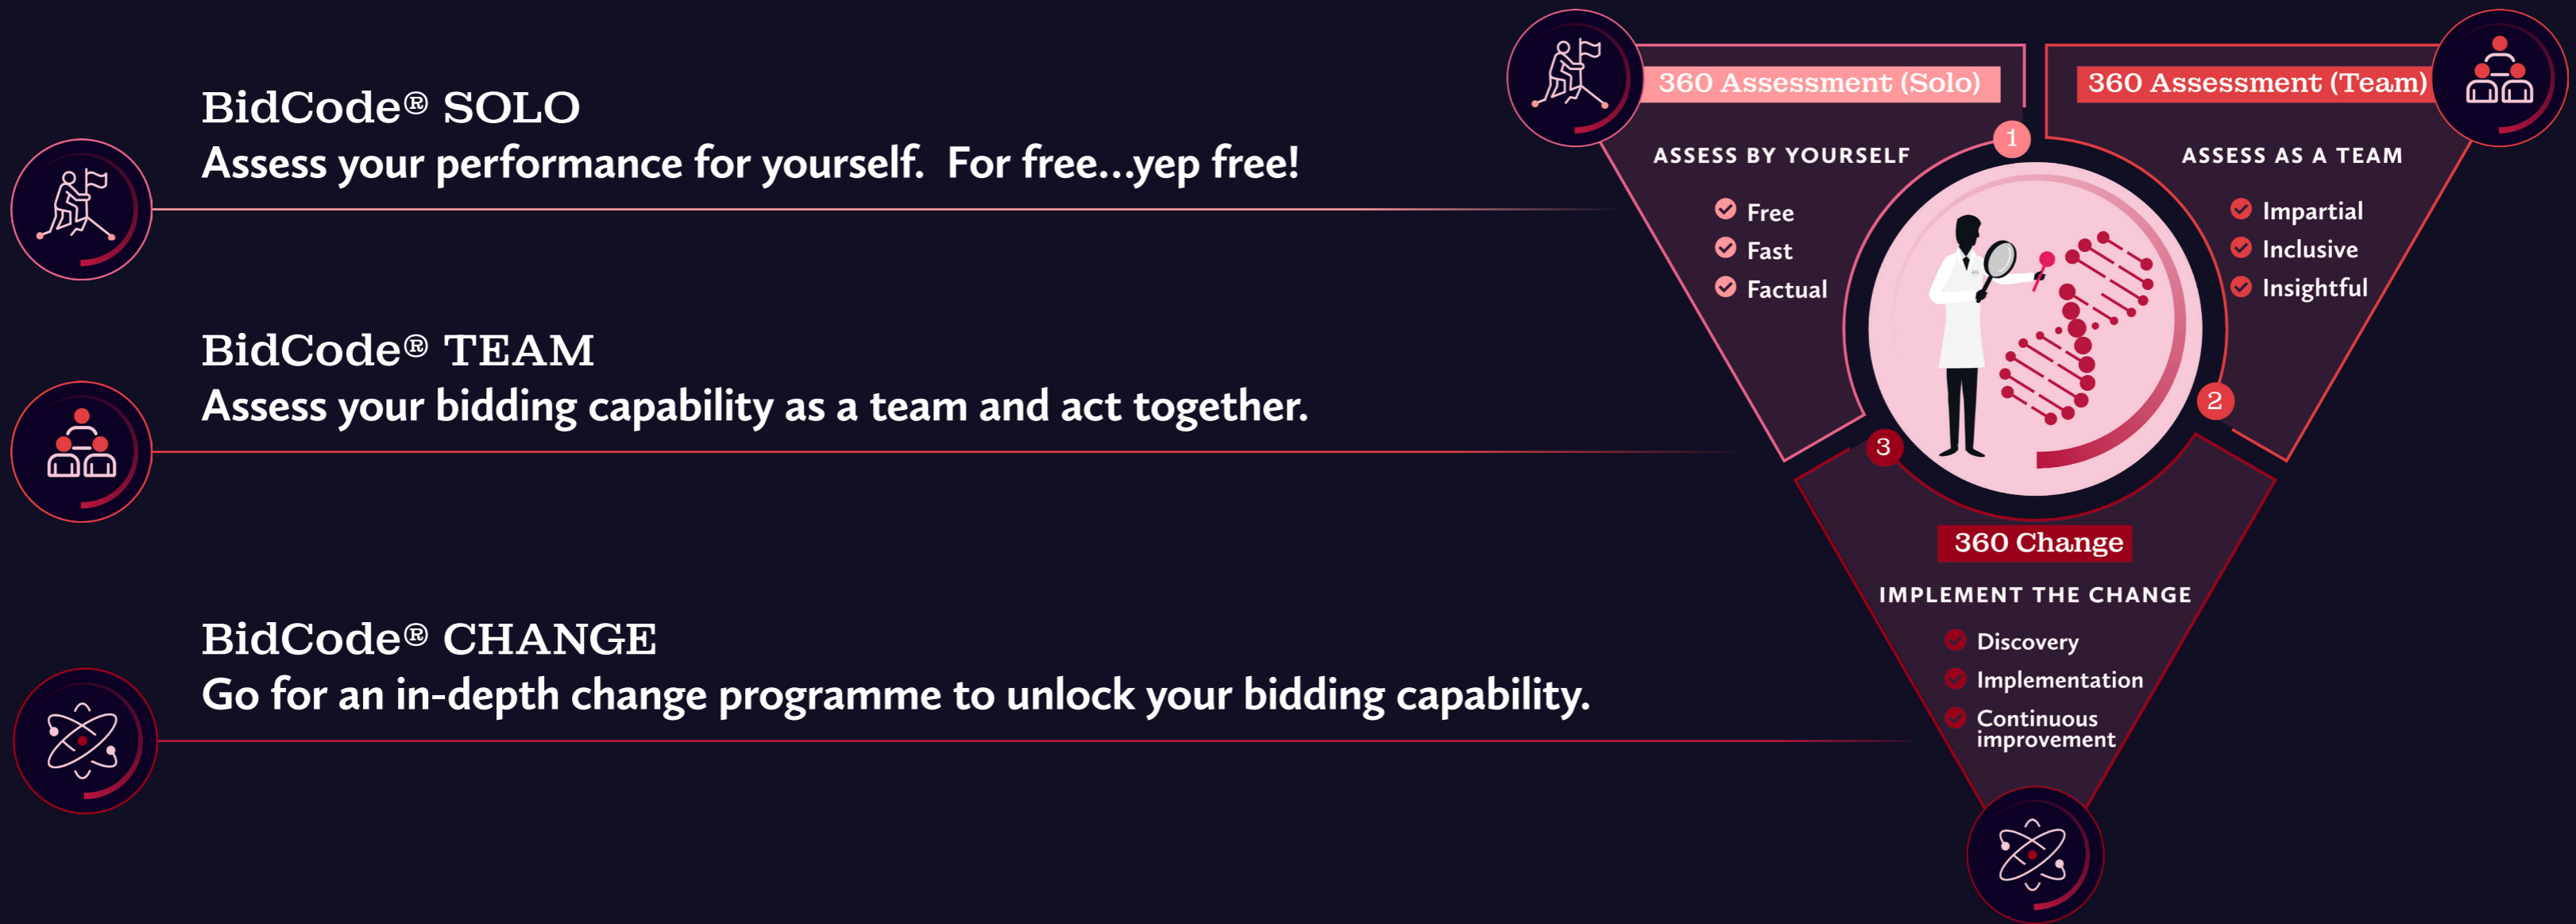 BidCode® SOLO
Assess your performance for yourself.  For free...yep free!
BidCode® TEAM
Assess your bidding capability as a team and act together.
BidCode® CHANGE
Go for an in-depth change programme to unlock your bidding capability.
360 Assessment (Solo)
1
ASSESS BY YOURSELF
Free
Fast
Factual
360 Assessment (Team)
ASSESS AS A TEAM
Impartial
Inclusive
Insightful
2
3
360 Change
IMPLEMENT THE CHANGE
Discovery
Implementation
Continuous
improvement